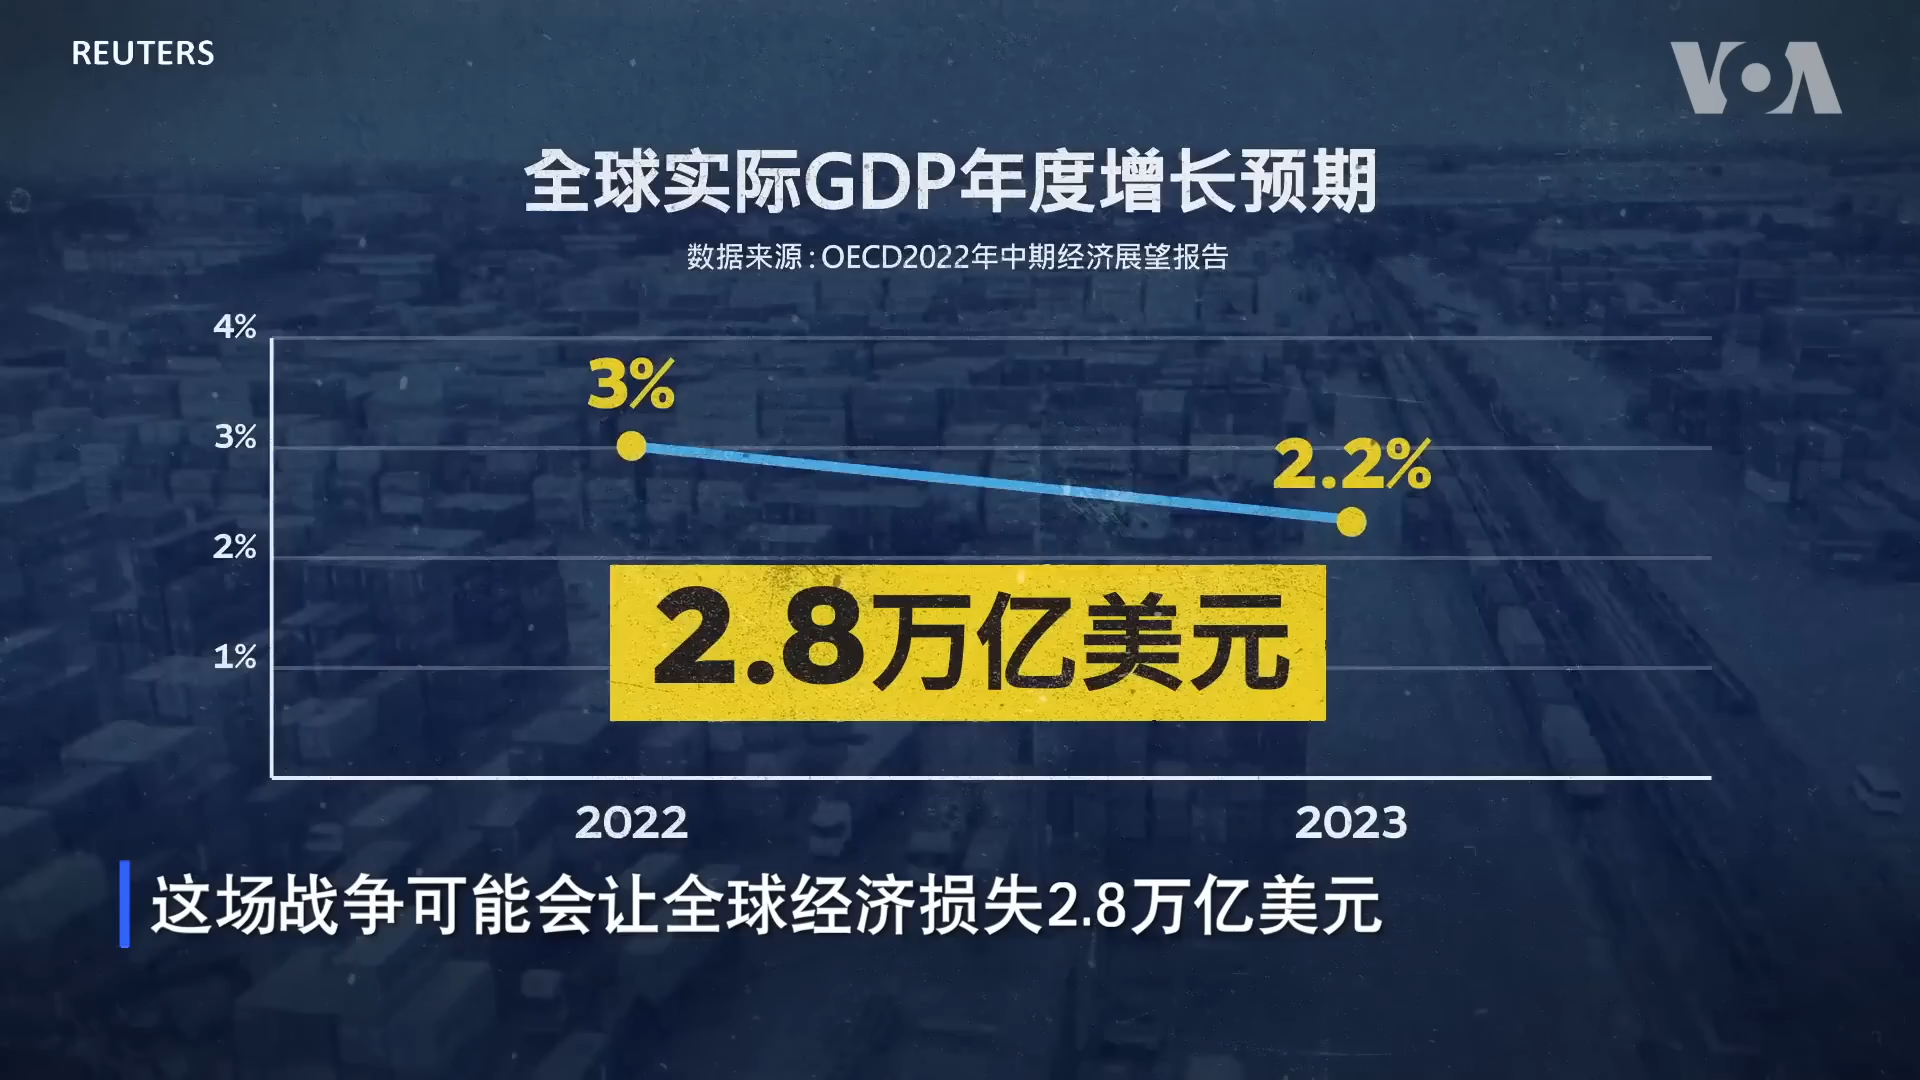 REUTERS
VOA
全球实际GDP年度增长预期
数据来源:OECD2022年中期经济展望报告
4%
3%
3%
2.2%
2%
2.8万亿美元
1%
2022
2023
这场战争可能会让全球经济损失2.8万亿美元